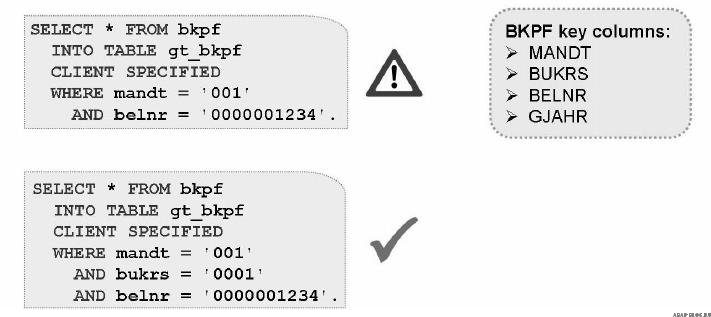 SELECT * FROM bkpf
INTO TABLE gt_bkpf
CLIENT SPECIFIED
WHERE mandt = '001'
AND belnr = '0000001234'.
BKPF key columns:
➢ MANDT
➢ BUKRS
➢ BELNR
➢ GJAHR
SELECT * FROM bkpf
INTO TABLE gt_bkpf
CLIENT SPECIFIED
WHERE mandt = '001'
AND bukrs = '0001'
AND belnr = '0000001234'.